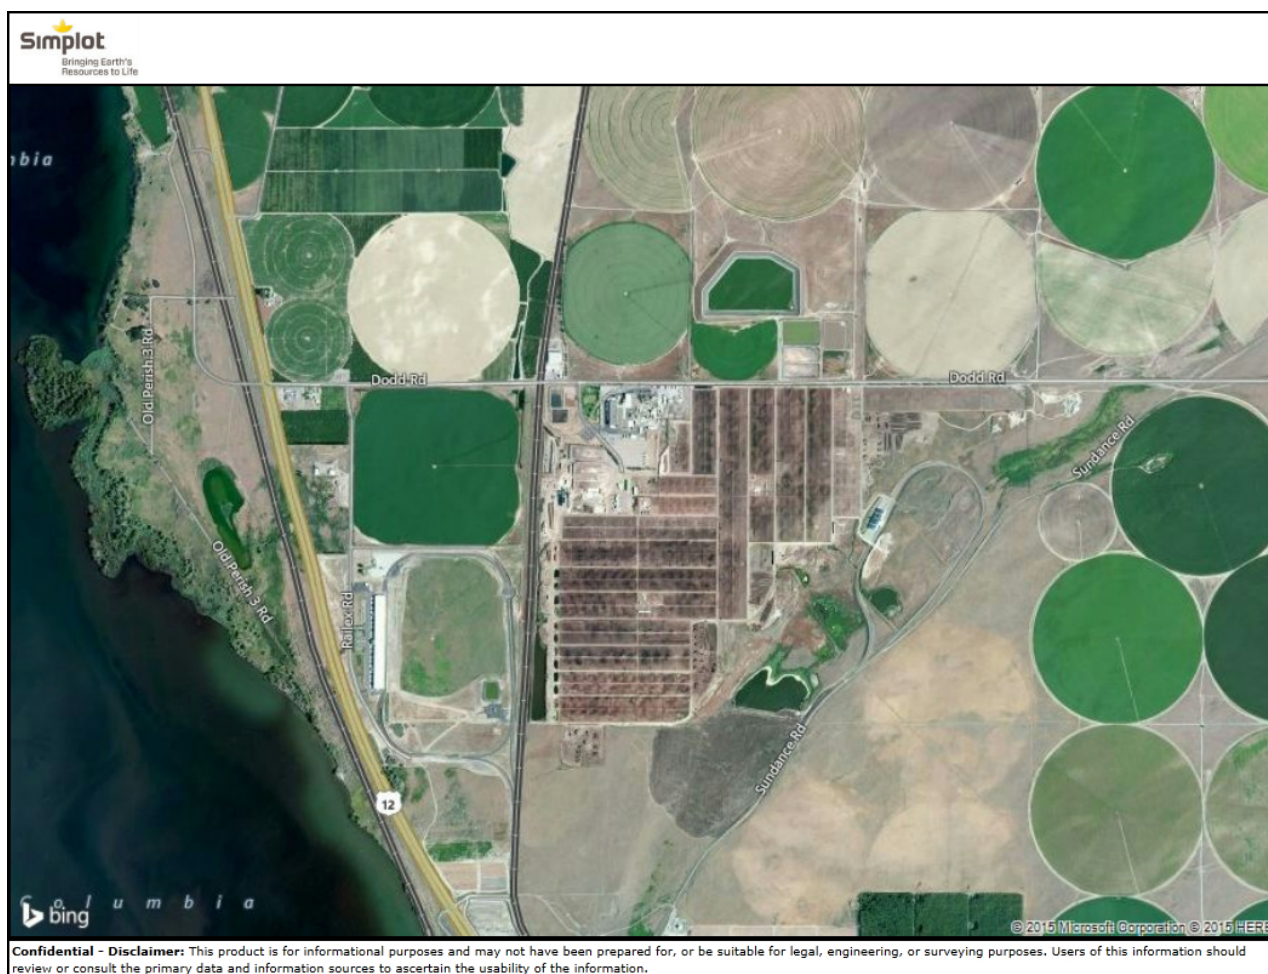 Simplot
Bringing Earth's
Resources to Life
bia
Dodd Rd
Dodd Rd
Old Perish 3 Rd
Sundance Rd
Old Perish 3 Rd
Railex Rd
Sundance Rd
12
Columbia
bing
© 2015 Microsoft Corporation © 2015 HERE
Confidential - Disclaimer: This product is for informational purposes and may not have been prepared for, or be suitable for legal, engineering, or surveying purposes. Users of this information should
review or consult the primary data and information sources to ascertain the usability of the information.